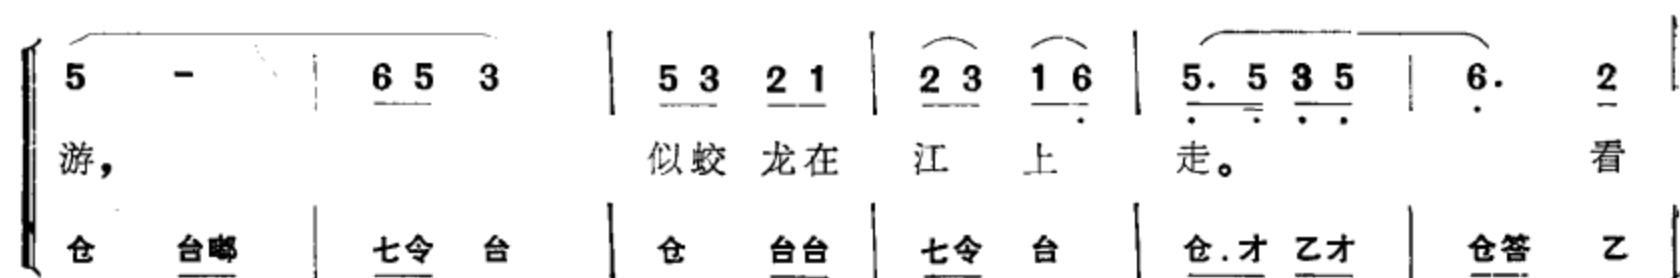 5 - | 6 5 3 | 5 3 2 1 | 2 3 1 6 | 5. 5 3 5 | 6. 2 |
游， 似蛟 龙在 江 上 走。 看
仓 台嘟 | 七令 台 | 仓 台台 | 七令 台 | 仓.才 乙才 | 仓答 乙